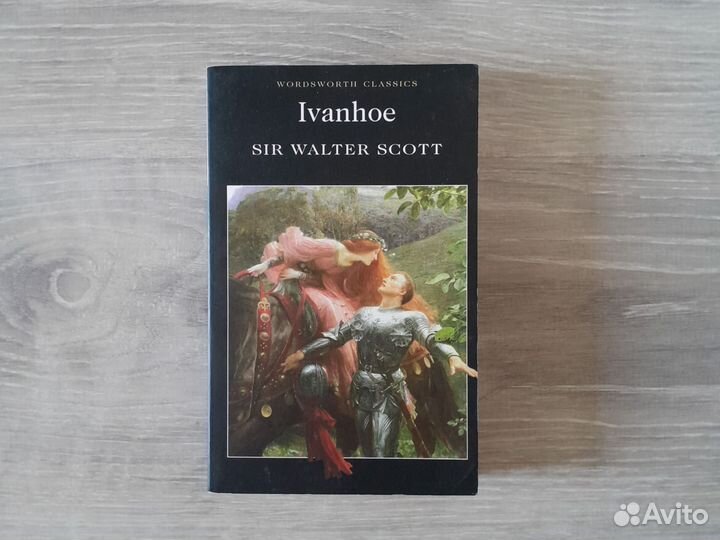 WORDSWORTH CLASSICS
Ivanhoe
SIR WALTER SCOTT
Avito